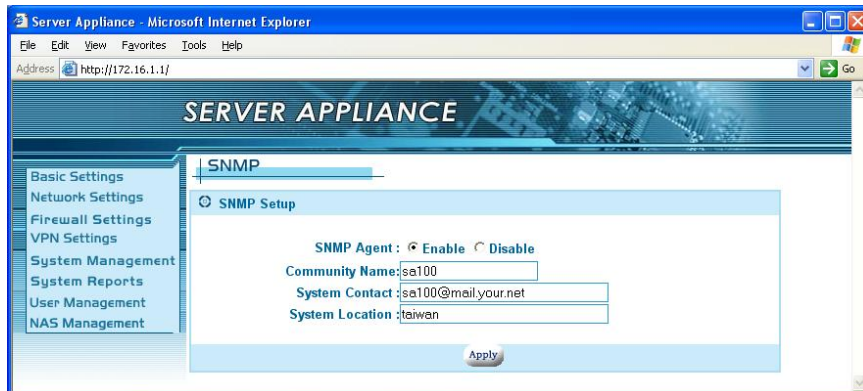 Server Appliance - Microsoft Internet Explorer
File Edit View Favorites Tools Help
Address http://172.16.1.1/ Go
SERVER APPLIANCE
Basic Settings
Network Settings
Firewall Settings
VPN Settings
System Management
System Reports
User Management
NAS Management
SNMP
SNMP Setup
SNMP Agent : Enable Disable
Community Name: sa100
System Contact : sa100@mail.your.net
System Location : taiwan
Apply